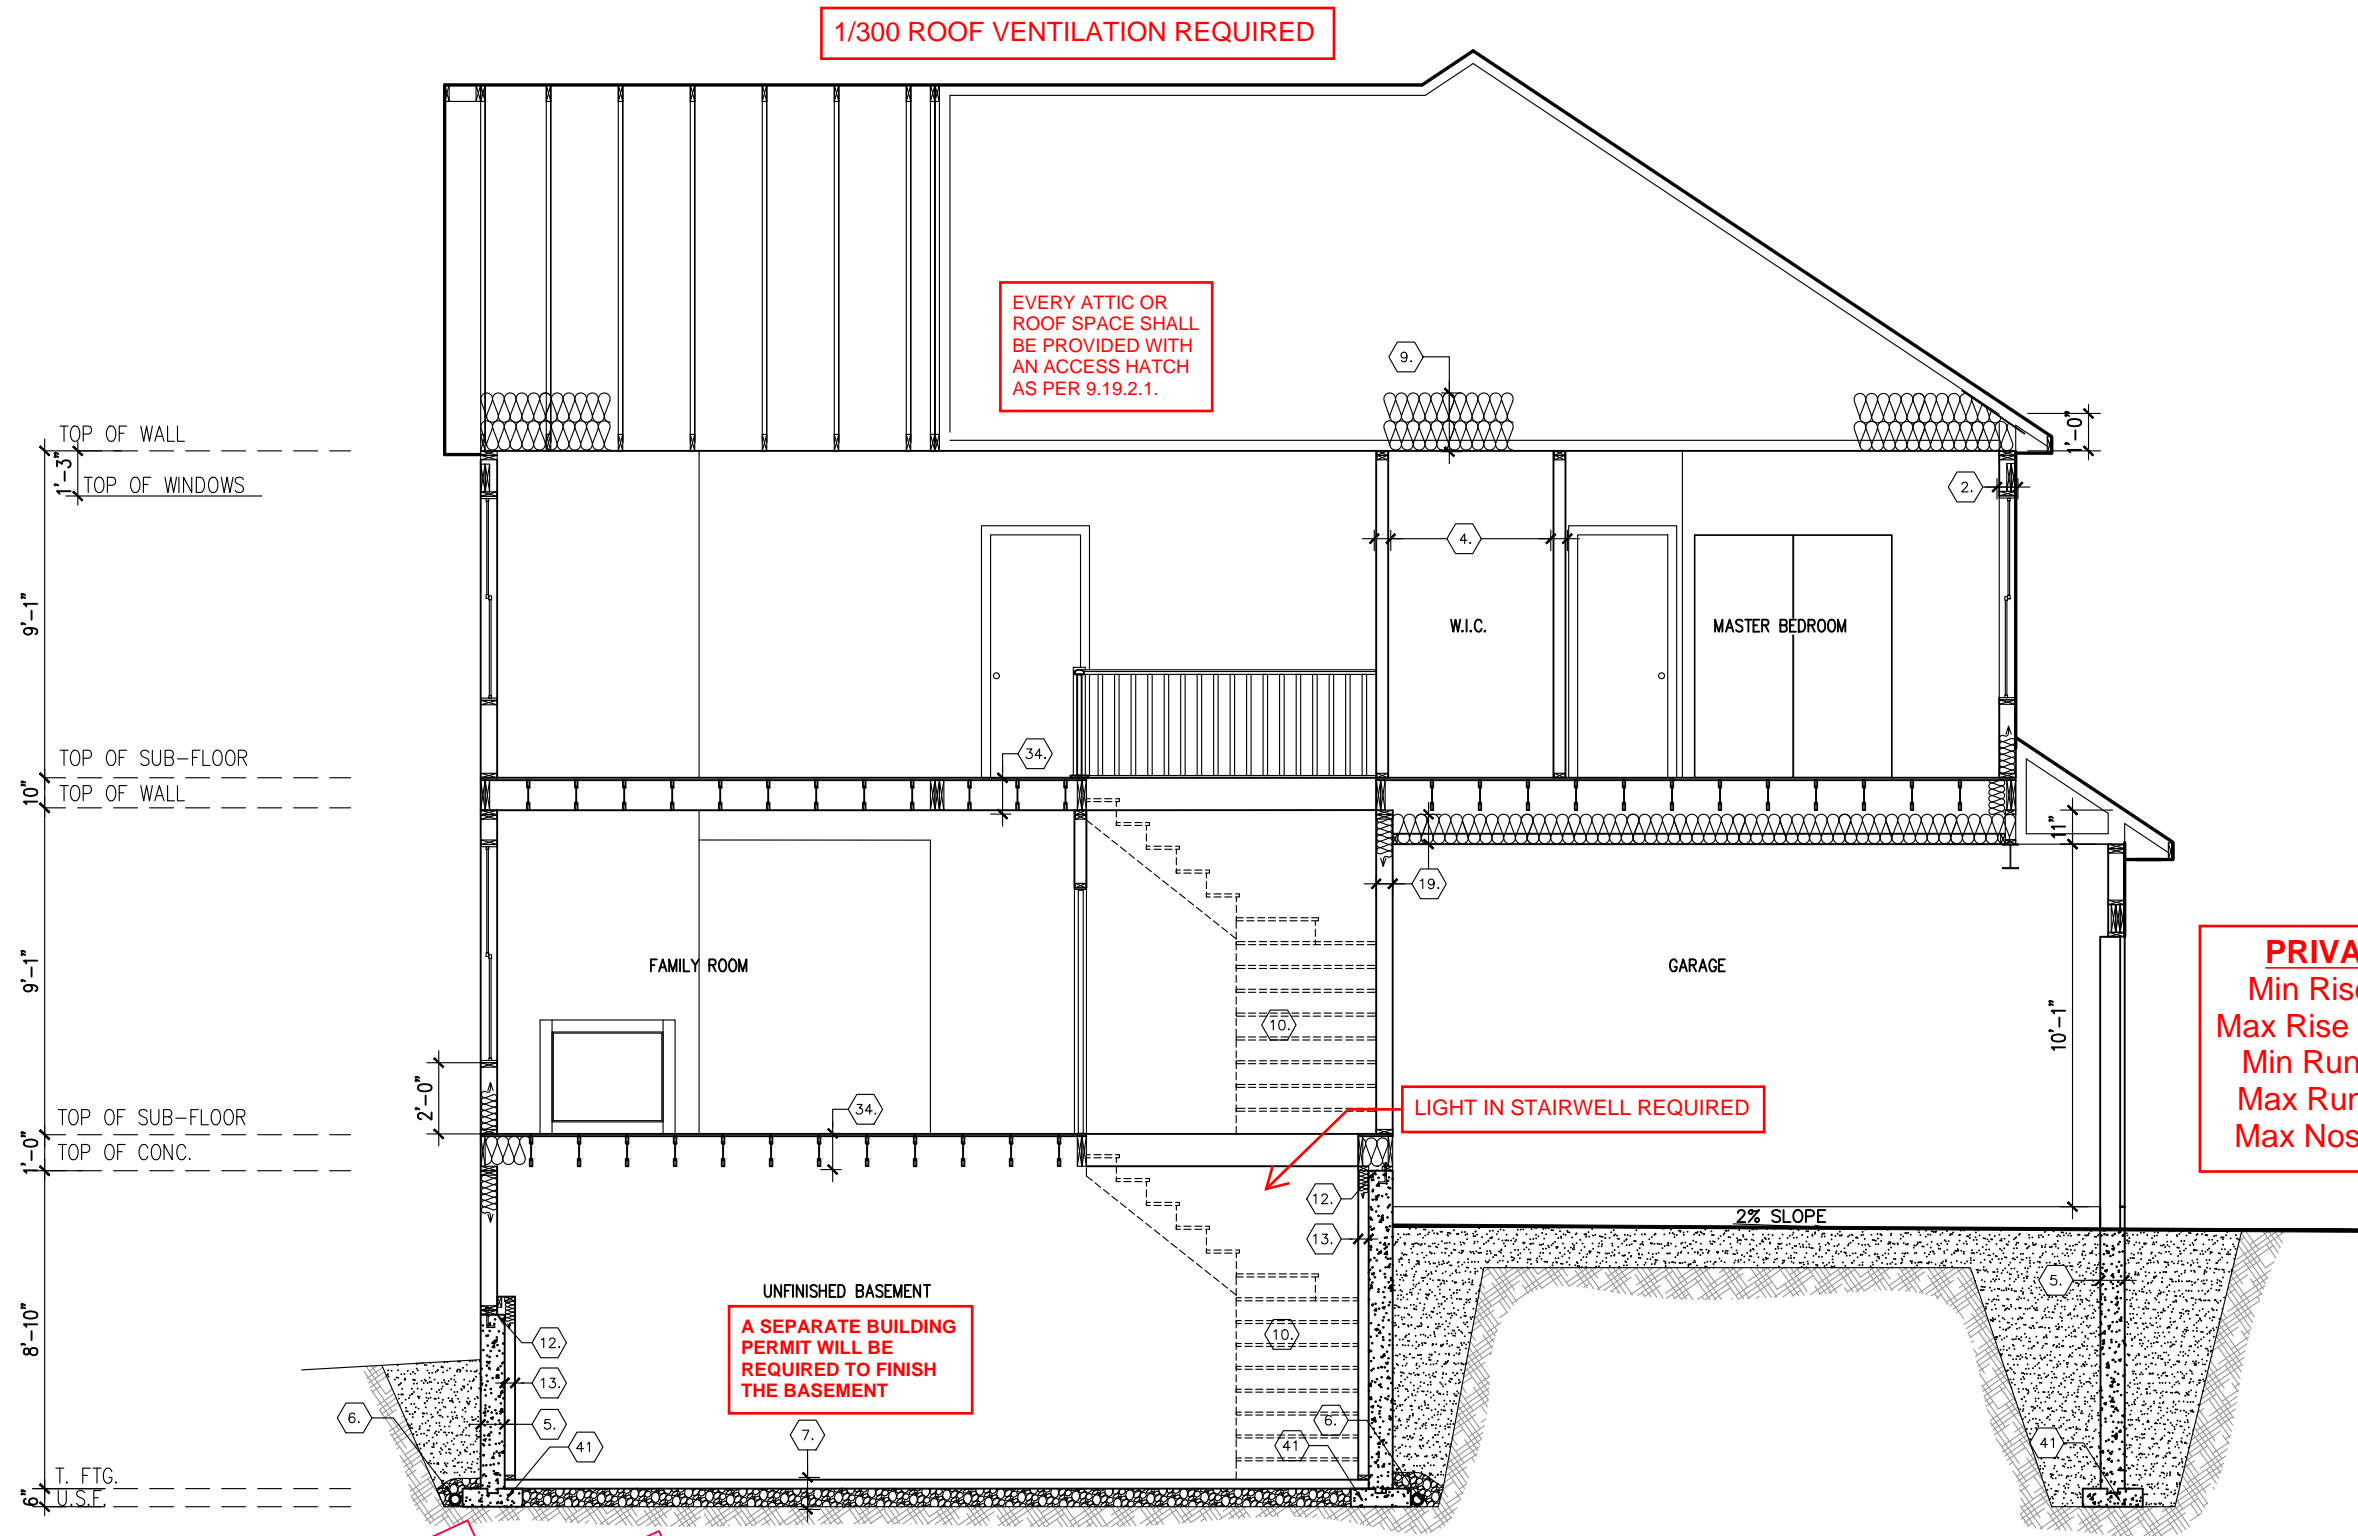 1/300 ROOF VENTILATION REQUIRED
EVERY ATTIC OR
ROOF SPACE SHALL
BE PROVIDED WITH
AN ACCESS HATCH
AS PER 9.19.2.1.
9.
TOP OF WALL
1'-3"
TOP OF WINDOWS
1'-0"
2.
4.
9'-1"
W.I.C.
MASTER BEDROOM
TOP OF SUB-FLOOR
34.
10"
TOP OF WALL
11"
19.
FAMILY ROOM
GARAGE
9'-1"
10.
10'-1"
PRIVA
Min Rise
Max Rise
Min Run
Max Run
Max Nos
2'-0"
34.
LIGHT IN STAIRWELL REQUIRED
TOP OF SUB-FLOOR
1'-0"
TOP OF CONC.
12.
2% SLOPE
13.
5.
UNFINISHED BASEMENT
A SEPARATE BUILDING
PERMIT WILL BE
REQUIRED TO FINISH
THE BASEMENT
8'-10"
10.
12.
13.
6.
5.
7.
6.
41
41
41
T. FTG.
6"
U.S.F.